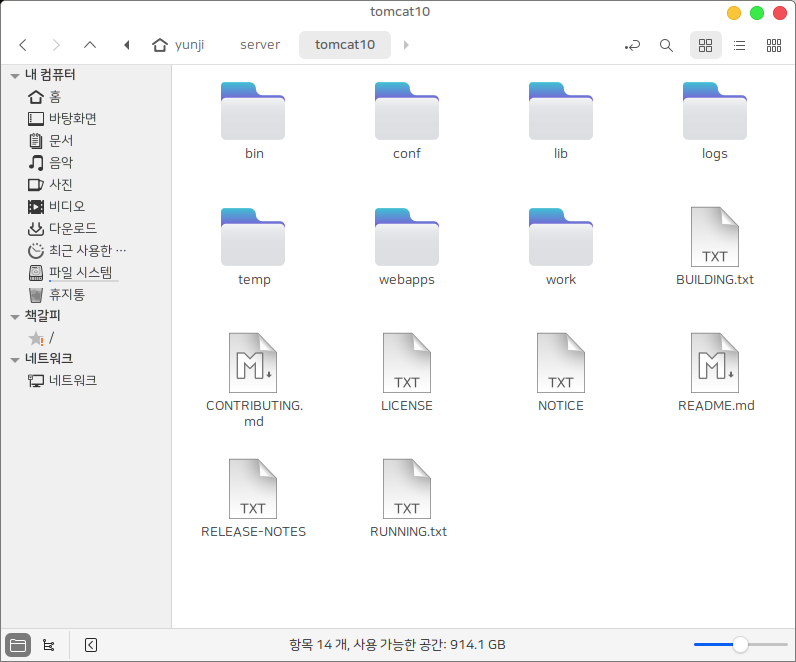 tomcat10
yunji
server
tomcat10
내 컴퓨터
홈
바탕화면
문서
음악
사진
비디오
다운로드
최근 사용한 …
파일 시스템
휴지통
책갈피
/
네트워크
네트워크
bin
conf
lib
logs
temp
webapps
work
TXT
BUILDING.txt
M
CONTRIBUTING.
md
TXT
LICENSE
TXT
NOTICE
M
README.md
TXT
RELEASE-NOTES
TXT
RUNNING.txt
항목 14 개, 사용 가능한 공간: 914.1 GB